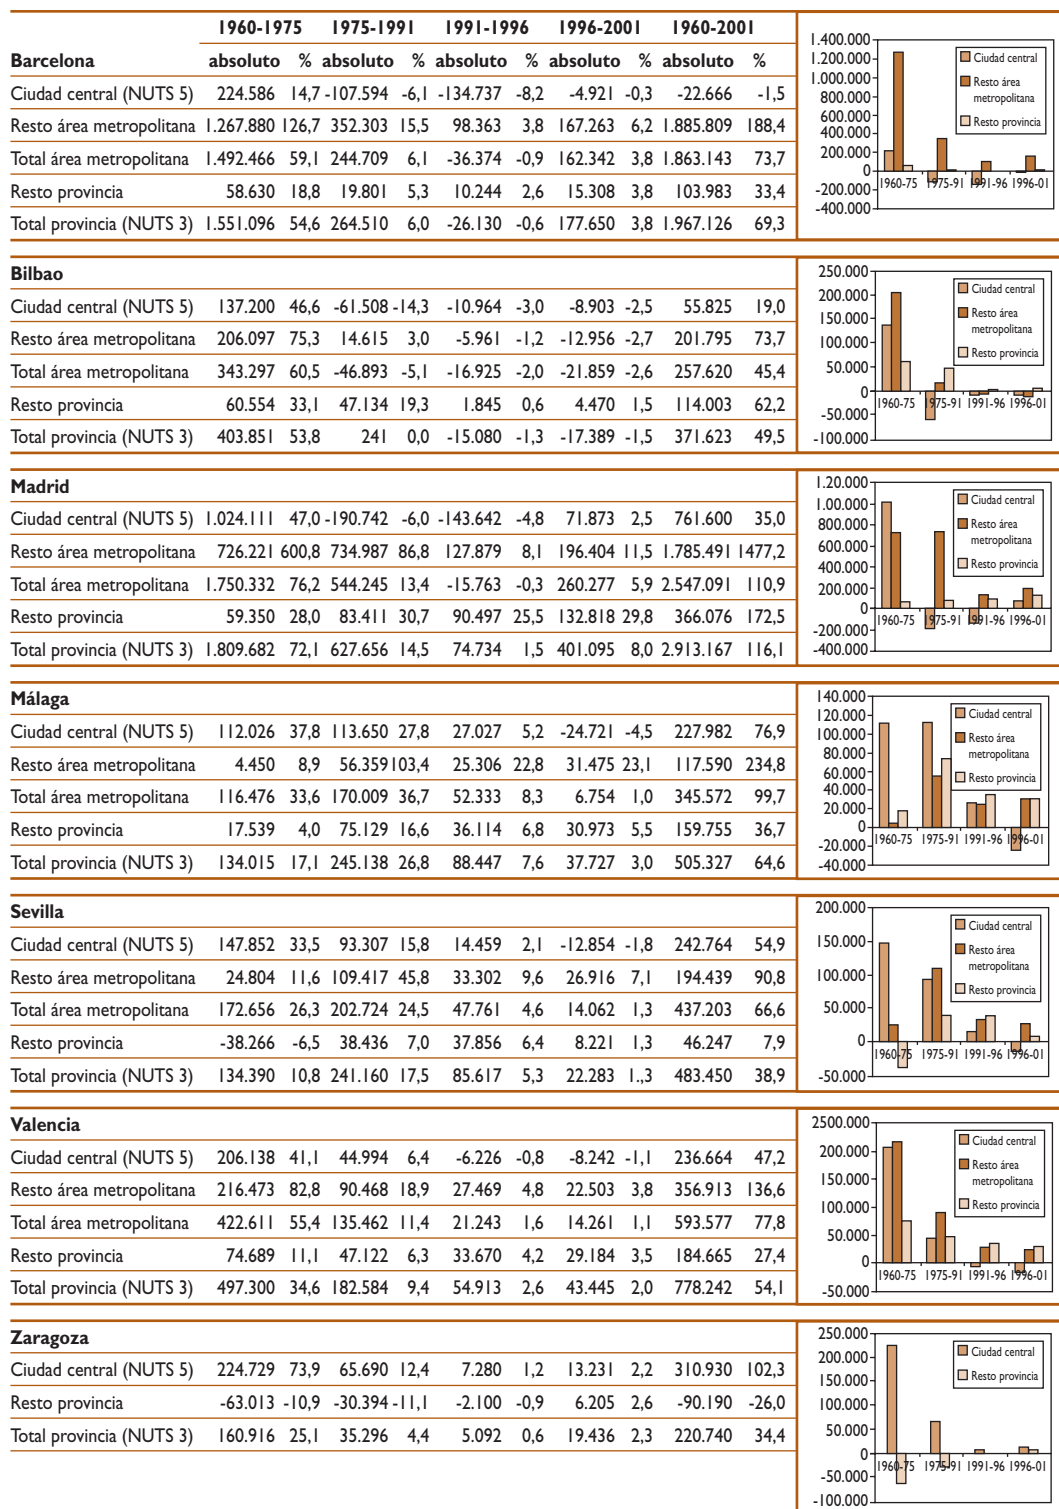 1960-1975 1975-1991 1991-1996 1996-2001 1960-2001
Barcelona absoluto % absoluto % absoluto % absoluto % absoluto %
Ciudad central (NUTS 5) 224.586 14,7 -107.594 -6,1 -134.737 -8,2 -4.921 -0,3 -22.666 -1,5
Resto área metropolitana 1.267.880 126,7 352.303 15,5 98.363 3,8 167.263 6,2 1.885.809 188,4
Total área metropolitana 1.492.466 59,1 244.709 6,1 -36.374 -0,9 162.342 3,8 1.863.143 73,7
Resto provincia 58.630 18,8 19.801 5,3 10.244 2,6 15.308 3,8 103.983 33,4
Total provincia (NUTS 3) 1.551.096 54,6 264.510 6,0 -26.130 -0,6 177.650 3,8 1.967.126 69,3
1.400.000
1.200.000
1.000.000
800.000
600.000
400.000
200.000
0
-200.000
-400.000
Ciudad central
Resto área
metropolitana
Resto provincia
1960-75 1975-91 1991-96 1996-01
Bilbao
Ciudad central (NUTS 5) 137.200 46,6 -61.508 -14,3 -10.964 -3,0 -8.903 -2,5 55.825 19,0
Resto área metropolitana 206.097 75,3 14.615 3,0 -5.961 -1,2 -12.956 -2,7 201.795 73,7
Total área metropolitana 343.297 60,5 -46.893 -5,1 -16.925 -2,0 -21.859 -2,6 257.620 45,4
Resto provincia 60.554 33,1 47.134 19,3 1.845 0,6 4.470 1,5 114.003 62,2
Total provincia (NUTS 3) 403.851 53,8 241 0,0 -15.080 -1,3 -17.389 -1,5 371.623 49,5
250.000
200.000
150.000
100.000
50.000
0
-50.000
-100.000
Ciudad central
Resto área
metropolitana
Resto provincia
1960-75 1975-91 1991-96 1996-01
Madrid
Ciudad central (NUTS 5) 1.024.111 47,0 -190.742 -6,0 -143.642 -4,8 71.873 2,5 761.600 35,0
Resto área metropolitana 726.221 600,8 734.987 86,8 127.879 8,1 196.404 11,5 1.785.491 1477,2
Total área metropolitana 1.750.332 76,2 544.245 13,4 -15.763 -0,3 260.277 5,9 2.547.091 110,9
Resto provincia 59.350 28,0 83.411 30,7 90.497 25,5 132.818 29,8 366.076 172,5
Total provincia (NUTS 3) 1.809.682 72,1 627.656 14,5 74.734 1,5 401.095 8,0 2.913.167 116,1
1.20.000
1.00.000
800.000
600.000
400.000
200.000
0
-200.000
-400.000
Ciudad central
Resto área
metropolitana
Resto provincia
1960-75 1975-91 1991-96 1996-01
Málaga
Ciudad central (NUTS 5) 112.026 37,8 113.650 27,8 27.027 5,2 -24.721 -4,5 227.982 76,9
Resto área metropolitana 4.450 8,9 56.359 103,4 25.306 22,8 31.475 23,1 117.590 234,8
Total área metropolitana 116.476 33,6 170.009 36,7 52.333 8,3 6.754 1,0 345.572 99,7
Resto provincia 17.539 4,0 75.129 16,6 36.114 6,8 30.973 5,5 159.755 36,7
Total provincia (NUTS 3) 134.015 17,1 245.138 26,8 88.447 7,6 37.727 3,0 505.327 64,6
140.000
120.000
100.000
80.000
60.000
40.000
20.000
0
-20.000
-40.000
Ciudad central
Resto área
metropolitana
Resto provincia
1960-75 1975-91 1991-96 1996-01
Sevilla
Ciudad central (NUTS 5) 147.852 33,5 93.307 15,8 14.459 2,1 -12.854 -1,8 242.764 54,9
Resto área metropolitana 24.804 11,6 109.417 45,8 33.302 9,6 26.916 7,1 194.439 90,8
Total área metropolitana 172.656 26,3 202.724 24,5 47.761 4,6 14.062 1,3 437.203 66,6
Resto provincia -38.266 -6,5 38.436 7,0 37.856 6,4 8.221 1,3 46.247 7,9
Total provincia (NUTS 3) 134.390 10,8 241.160 17,5 85.617 5,3 22.283 1.,3 483.450 38,9
200.000
150.000
100.000
50.000
0
-50.000
Ciudad central
Resto área
metropolitana
Resto provincia
1960-75 1975-91 1991-96 1996-01
Valencia
Ciudad central (NUTS 5) 206.138 41,1 44.994 6,4 -6.226 -0,8 -8.242 -1,1 236.664 47,2
Resto área metropolitana 216.473 82,8 90.468 18,9 27.469 4,8 22.503 3,8 356.913 136,6
Total área metropolitana 422.611 55,4 135.462 11,4 21.243 1,6 14.261 1,1 593.577 77,8
Resto provincia 74.689 11,1 47.122 6,3 33.670 4,2 29.184 3,5 184.665 27,4
Total provincia (NUTS 3) 497.300 34,6 182.584 9,4 54.913 2,6 43.445 2,0 778.242 54,1
2500.000
200.000
150.000
100.000
50.000
0
-50.000
Ciudad central
Resto área
metropolitana
Resto provincia
1960-75 1975-91 1991-96 1996-01
Zaragoza
Ciudad central (NUTS 5) 224.729 73,9 65.690 12,4 7.280 1,2 13.231 2,2 310.930 102,3
Resto provincia -63.013 -10,9 -30.394 -11,1 -2.100 -0,9 6.205 2,6 -90.190 -26,0
Total provincia (NUTS 3) 160.916 25,1 35.296 4,4 5.092 0,6 19.436 2,3 220.740 34,4
250.000
200.000
150.000
100.000
50.000
0
-50.000
-100.000
Ciudad central
Resto provincia
1960-75 1975-91 1991-96 1996-01